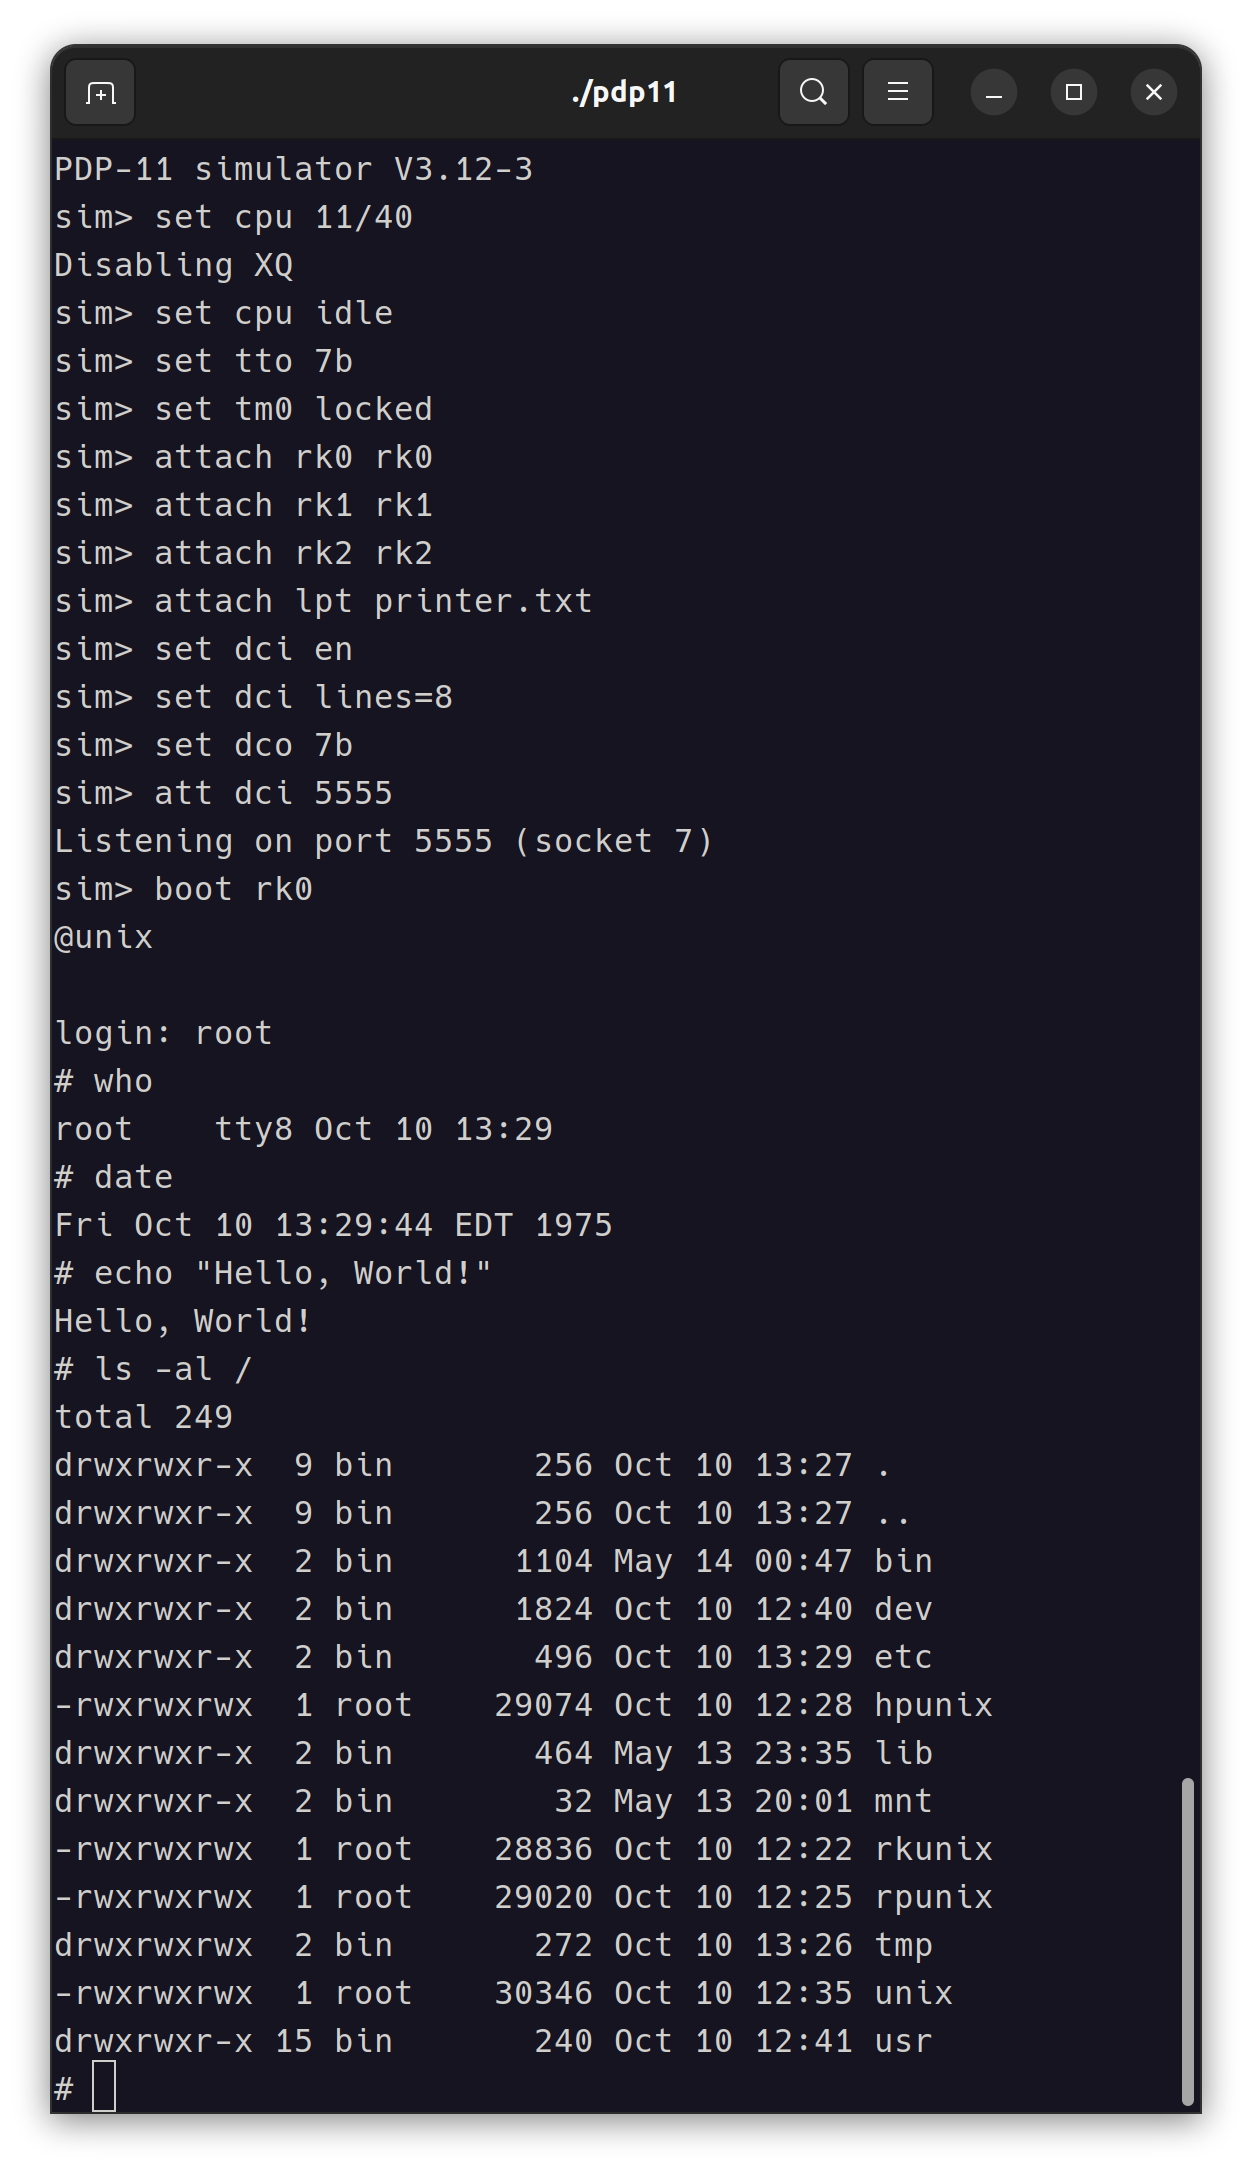 ./pdp11
PDP-11 simulator V3.12-3
sim> set cpu 11/40
Disabling XQ
sim> set cpu idle
sim> set tto 7b
sim> set tm0 locked
sim> attach rk0 rk0
sim> attach rk1 rk1
sim> attach rk2 rk2
sim> attach lpt printer.txt
sim> set dci en
sim> set dci lines=8
sim> set dco 7b
sim> att dci 5555
Listening on port 5555 (socket 7)
sim> boot rk0
@unix

login: root
# who
root    tty8 Oct 10 13:29
# date
Fri Oct 10 13:29:44 EDT 1975
# echo "Hello, World!"
Hello, World!
# ls -al /
total 249
drwxrwxr-x  9 bin       256 Oct 10 13:27 .
drwxrwxr-x  9 bin       256 Oct 10 13:27 ..
drwxrwxr-x  2 bin      1104 May 14 00:47 bin
drwxrwxr-x  2 bin      1824 Oct 10 12:40 dev
drwxrwxr-x  2 bin       496 Oct 10 13:29 etc
-rwxrwxrwx  1 root    29074 Oct 10 12:28 hpunix
drwxrwxr-x  2 bin       464 May 13 23:35 lib
drwxrwxr-x  2 bin        32 May 13 20:01 mnt
-rwxrwxrwx  1 root    28836 Oct 10 12:22 rkunix
-rwxrwxrwx  1 root    29020 Oct 10 12:25 rpunix
drwxrwxrwx  2 bin       272 Oct 10 13:26 tmp
-rwxrwxrwx  1 root    30346 Oct 10 12:35 unix
drwxrwxr-x 15 bin       240 Oct 10 12:41 usr
#